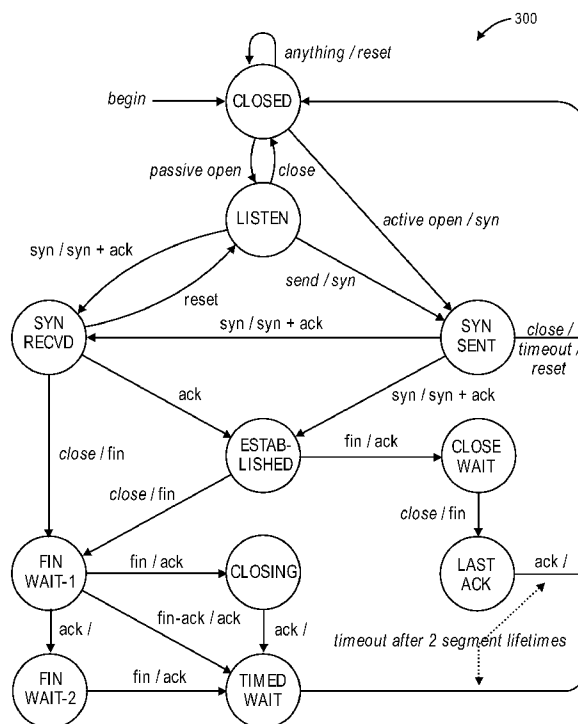 300
anything / reset
begin
CLOSED
passive open
close
LISTEN
active open / syn
syn / syn + ack
send / syn
reset
SYN
RECVD
syn / syn + ack
SYN
SENT
close /
timeout /
reset
ack
syn / syn + ack
ESTAB-
LISHED
fin / ack
CLOSE
WAIT
close / fin
close / fin
close / fin
FIN
WAIT-1
fin / ack
CLOSING
LAST
ACK
ack /
fin-ack / ack
ack /
ack /
timeout after 2 segment lifetimes
FIN
WAIT-2
fin / ack
TIMED
WAIT